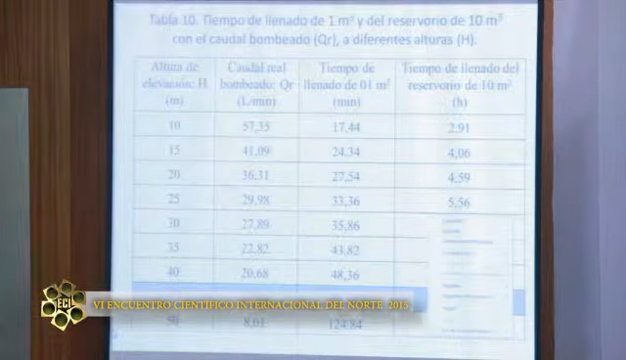 Tabla 10. Tiempo de llenado de 1 m³ y del reservorio de 10 m³
con el caudal bombeado (Qr), a diferentes alturas (H).
Altura de elevación: H (m) Caudal real bombeado: Qr (L/min) Tiempo de llenado de 01 m³ (min) Tiempo de llenado del reservorio de 10 m³ (h)
10 57,35 17,44 2,91
15 41,09 24,34 4,06
20 36,31 27,54 4,59
25 29,98 33,36 5,56
30 27,89 35,86
35 22,82 43,82
40 20,68 48,36
ECI VI ENCUENTRO CIENTÍFICO INTERNACIONAL DEL NORTE 2015
50 8,01 124,84